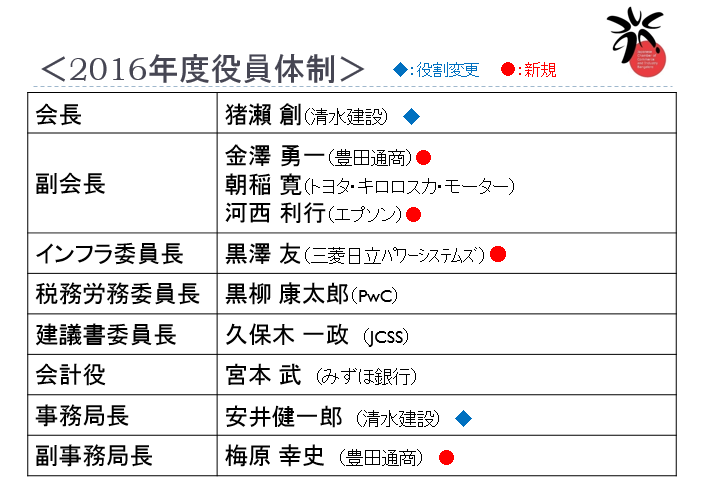 ＜2016年度役員体制＞ ◆：役割変更 ●：新規
会長 猪瀬 創（清水建設） ◆
副会長 金澤 勇一（豊田通商）●
朝稲 寛（トヨタ・キロロスカ・モーター）
河西 利行（エプソン）●
インフラ委員長 黒澤 友（三菱日立ﾊﾟﾜｰｼｽﾃﾑｽﾞ）●
税務労務委員長 黒柳 康太郎（PwC）
建議書委員長 久保木 一政 （JCSS）
会計役 宮本 武 （みずほ銀行）
事務局長 安井健一郎 （清水建設） ◆
副事務局長 梅原 幸史 （豊田通商） ●